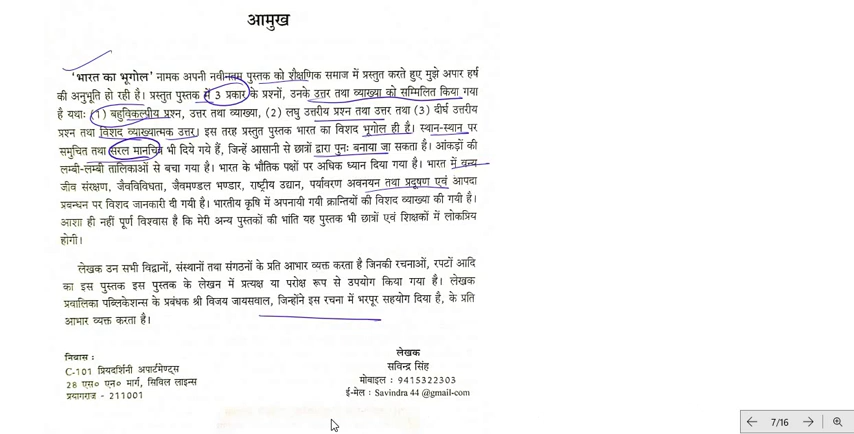 आमुख
'भारत का भूगोल' नामक अपनी नवीनतम पुस्तक को शैक्षणिक समाज में प्रस्तुत करते हुए मुझे अपार हर्ष
की अनुभूति हो रही है। प्रस्तुत पुस्तक में 3 प्रकार के प्रश्नों, उनके उत्तर तथा व्याख्या को सम्मिलित किया गया
है यथाः (1) बहुविकल्पीय प्रश्न, उत्तर तथा व्याख्या, (2) लघु उत्तरीय प्रश्न तथा उत्तर तथा (3) दीर्घ उत्तरीय
प्रश्न तथा विशद व्याख्यात्मक उत्तर। इस तरह प्रस्तुत पुस्तक भारत का विशद भूगोल ही है। स्थान-स्थान पर
समुचित तथा सरल मानचित्र भी दिये गये हैं, जिन्हें आसानी से छात्रों द्वारा पुनः बनाया जा सकता है। आंकड़ों की
लम्बी-लम्बी तालिकाओं से बचा गया है। भारत के भौतिक पक्षों पर अधिक ध्यान दिया गया है। भारत में वन्य
जीव संरक्षण, जैवविविधता, जैवमण्डल भण्डार, राष्ट्रीय उद्यान, पर्यावरण अवनयन तथा प्रदूषण एवं आपदा
प्रबन्धन पर विशद जानकारी दी गयी है। भारतीय कृषि में अपनायी गयी क्रान्तियों की विशद व्याख्या की गयी है।
आशा ही नहीं पूर्ण विश्वास है कि मेरी अन्य पुस्तकों की भांति यह पुस्तक भी छात्रों एवं शिक्षकों में लोकप्रिय
होगी।
लेखक उन सभी विद्वानों, संस्थानों तथा संगठनों के प्रति आभार व्यक्त करता है जिनकी रचनाओं, रपटों आदि
का इस पुस्तक इस पुस्तक के लेखन में प्रत्यक्ष या परोक्ष रूप से उपयोग किया गया है। लेखक
प्रवालिका पब्लिकेशन्स के प्रबंधक श्री विजय जायसवाल, जिन्होंने इस रचना में भरपूर सहयोग दिया है, के प्रति
आभार व्यक्त करता है।
निवास :
C-101 प्रियदर्शिनी अपार्टमेण्ट्स
28 एस० एन० मार्ग, सिविल लाइन्स
प्रयागराज - 211001
लेखक
सविन्द्र सिंह
मोबाइल : 9415322303
ई-मेल : Savindra 44 @gmail-com
7/16